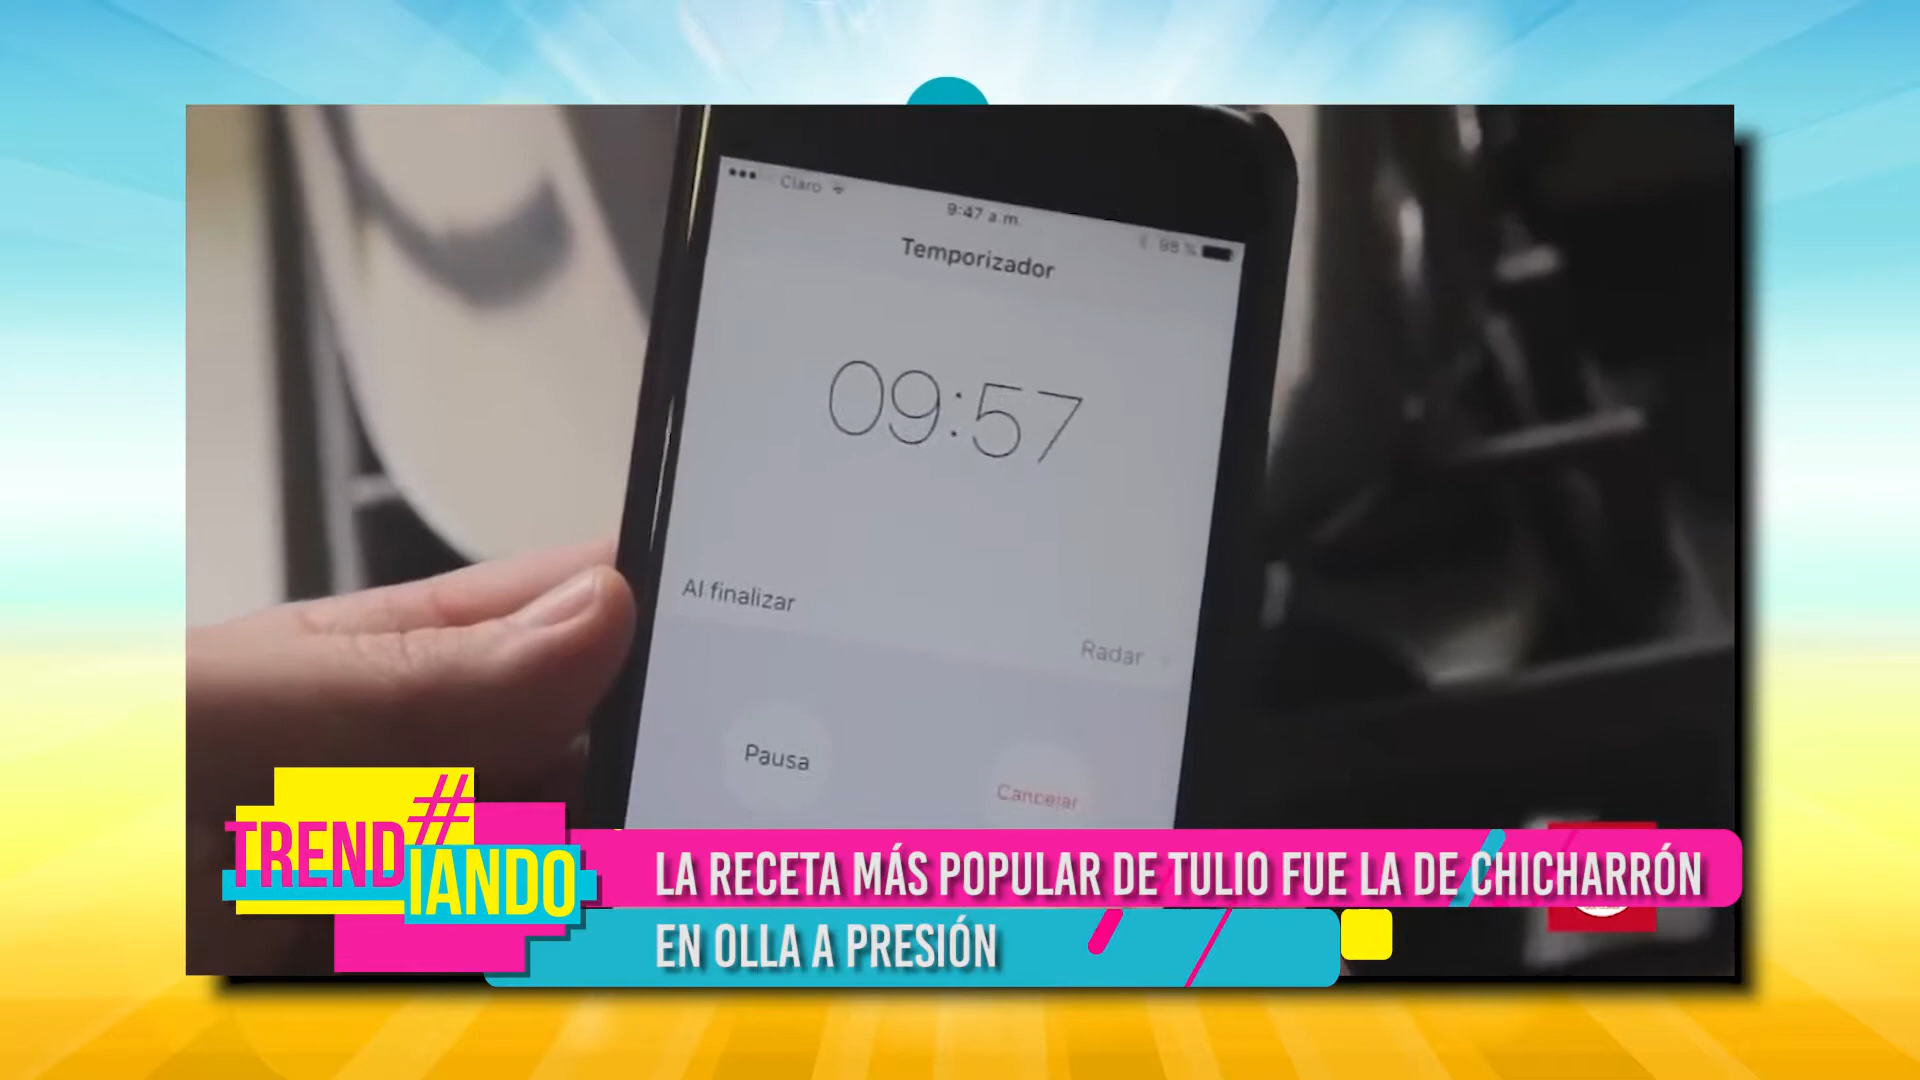 Claro
9:47 a.m.
98 %
Temporizador
09:57
Al finalizar
Radar
Pausa
Cancelar
#
TREND
IANDO
LA RECETA MÁS POPULAR DE TULIO FUE LA DE CHICHARRÓN
EN OLLA A PRESIÓN